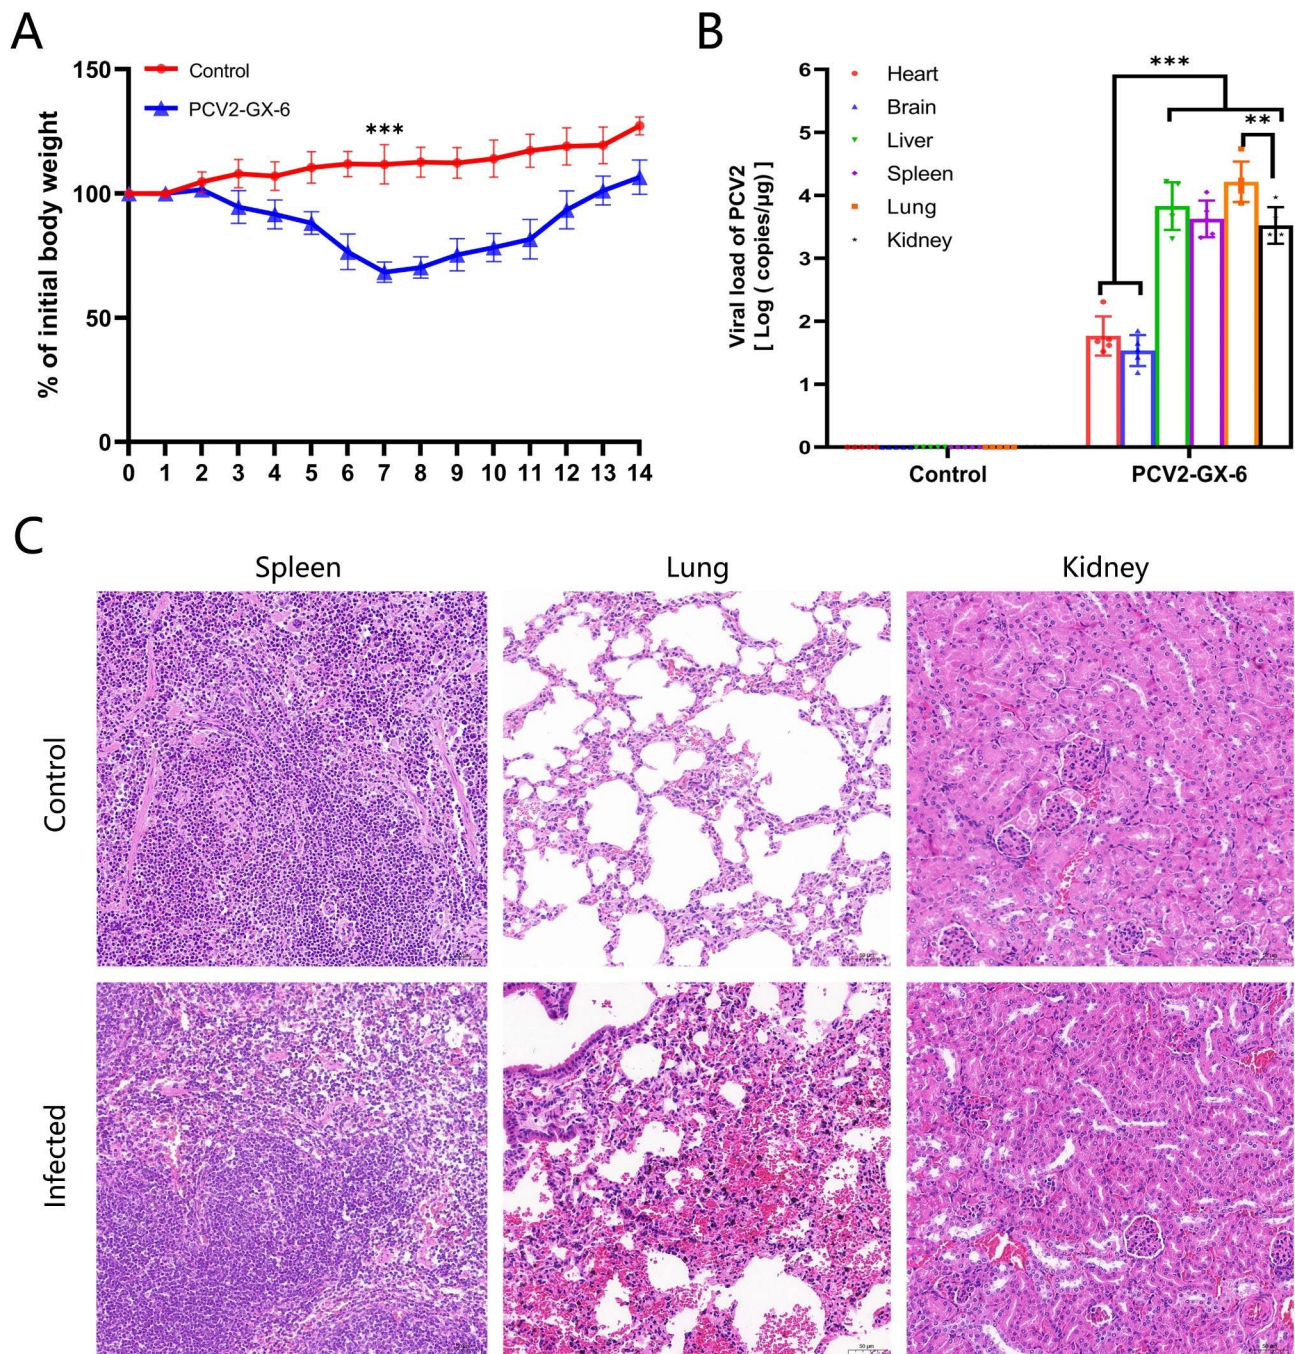 A
150
100
50
0
% of initial body weight
Control
PCV2-GX-6
***
0 1 2 3 4 5 6 7 8 9 10 11 12 13 14
B
6
5
4
3
2
1
0
Viral load of PCV2
[ Log ( copies/μg) ]
Heart
Brain
Liver
Spleen
Lung
Kidney
***
**
Control PCV2-GX-6
C
Spleen Lung Kidney
Control
Infected
50 μm